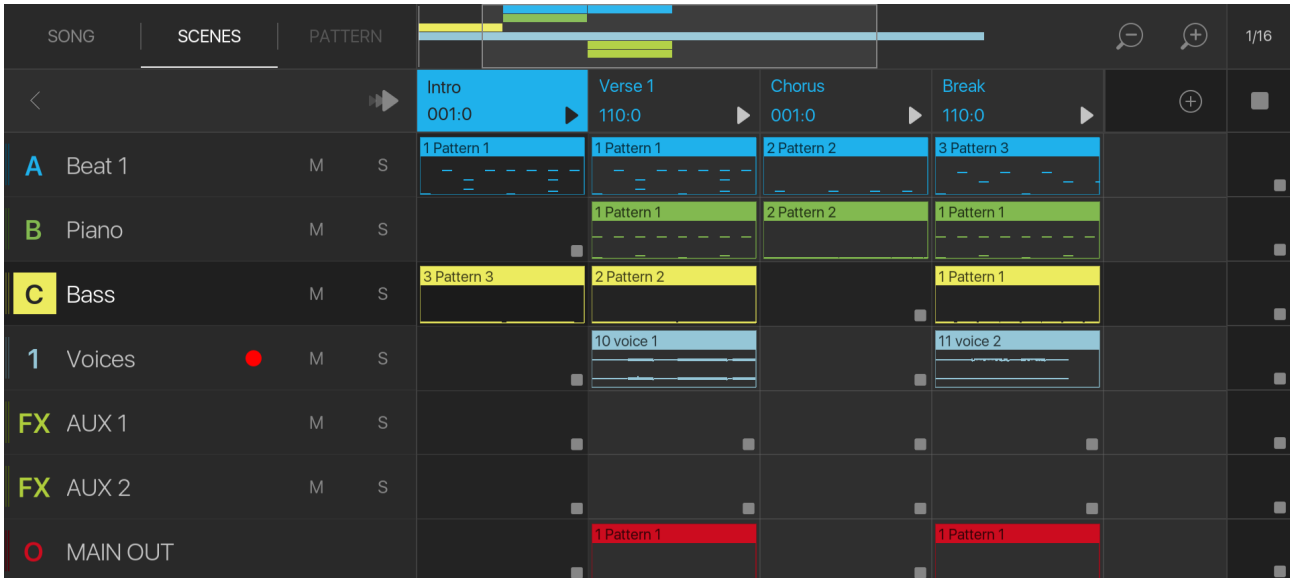 SONG SCENES PATTERN 1/16
Intro Verse 1 Chorus Break
001:0 110:0 001:0 110:0
1 Pattern 1 1 Pattern 1 2 Pattern 2 3 Pattern 3
A Beat 1 M S
1 Pattern 1 2 Pattern 2 1 Pattern 1
B Piano M S
3 Pattern 3 2 Pattern 2 1 Pattern 1
C Bass M S
10 voice 1 11 voice 2
1 Voices M S
FX AUX 1 M S
FX AUX 2 M S
1 Pattern 1 1 Pattern 1
O MAIN OUT